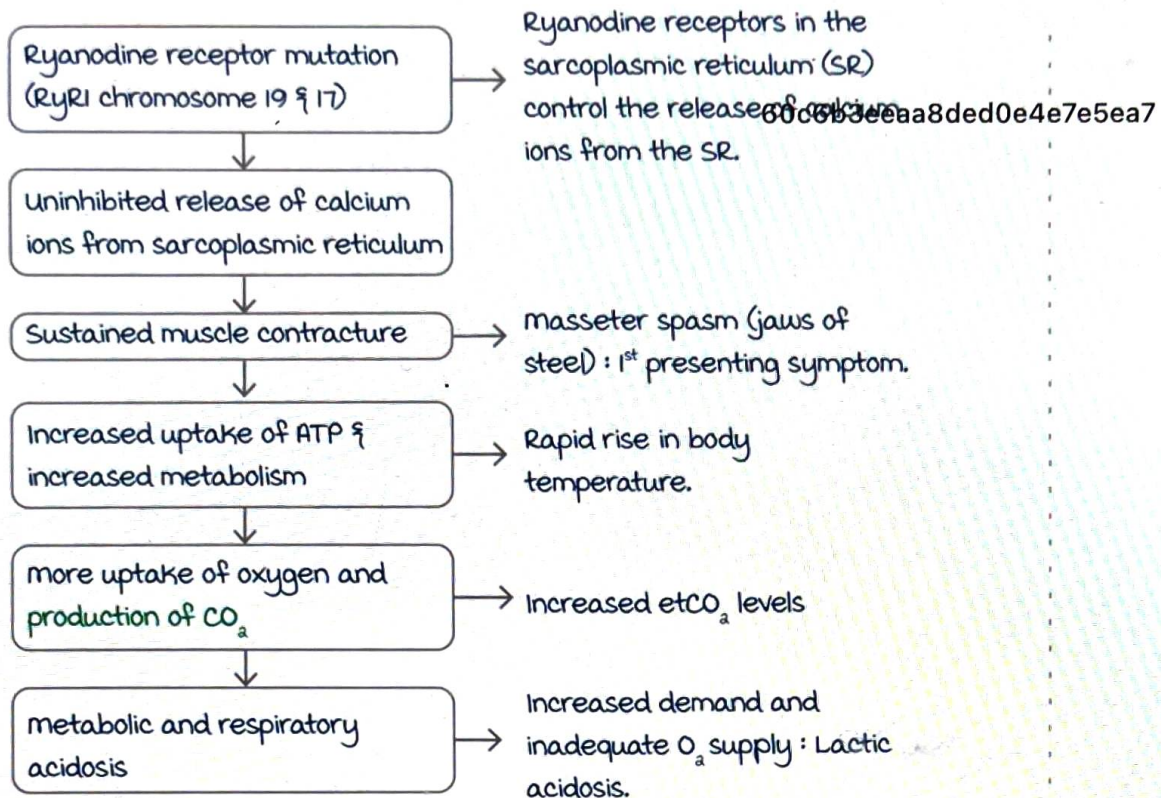 Ryanodine receptor mutation
(RyR1 chromosome 19 & 17)
Ryanodine receptors in the
sarcoplasmic reticulum (SR)
control the release of calcium
60c6b3eeaa8ded0e4e7e5ea7
ions from the SR.
uninhibited release of calcium
ions from sarcoplasmic reticulum
Sustained muscle contracture
masseter spasm (jaws of
steel) : 1st presenting symptom.
Increased uptake of ATP &
increased metabolism
Rapid rise in body
temperature.
more uptake of oxygen and
production of CO₂
Increased etCO₂ levels
metabolic and respiratory
acidosis
Increased demand and
inadequate O₂ supply : Lactic
acidosis.